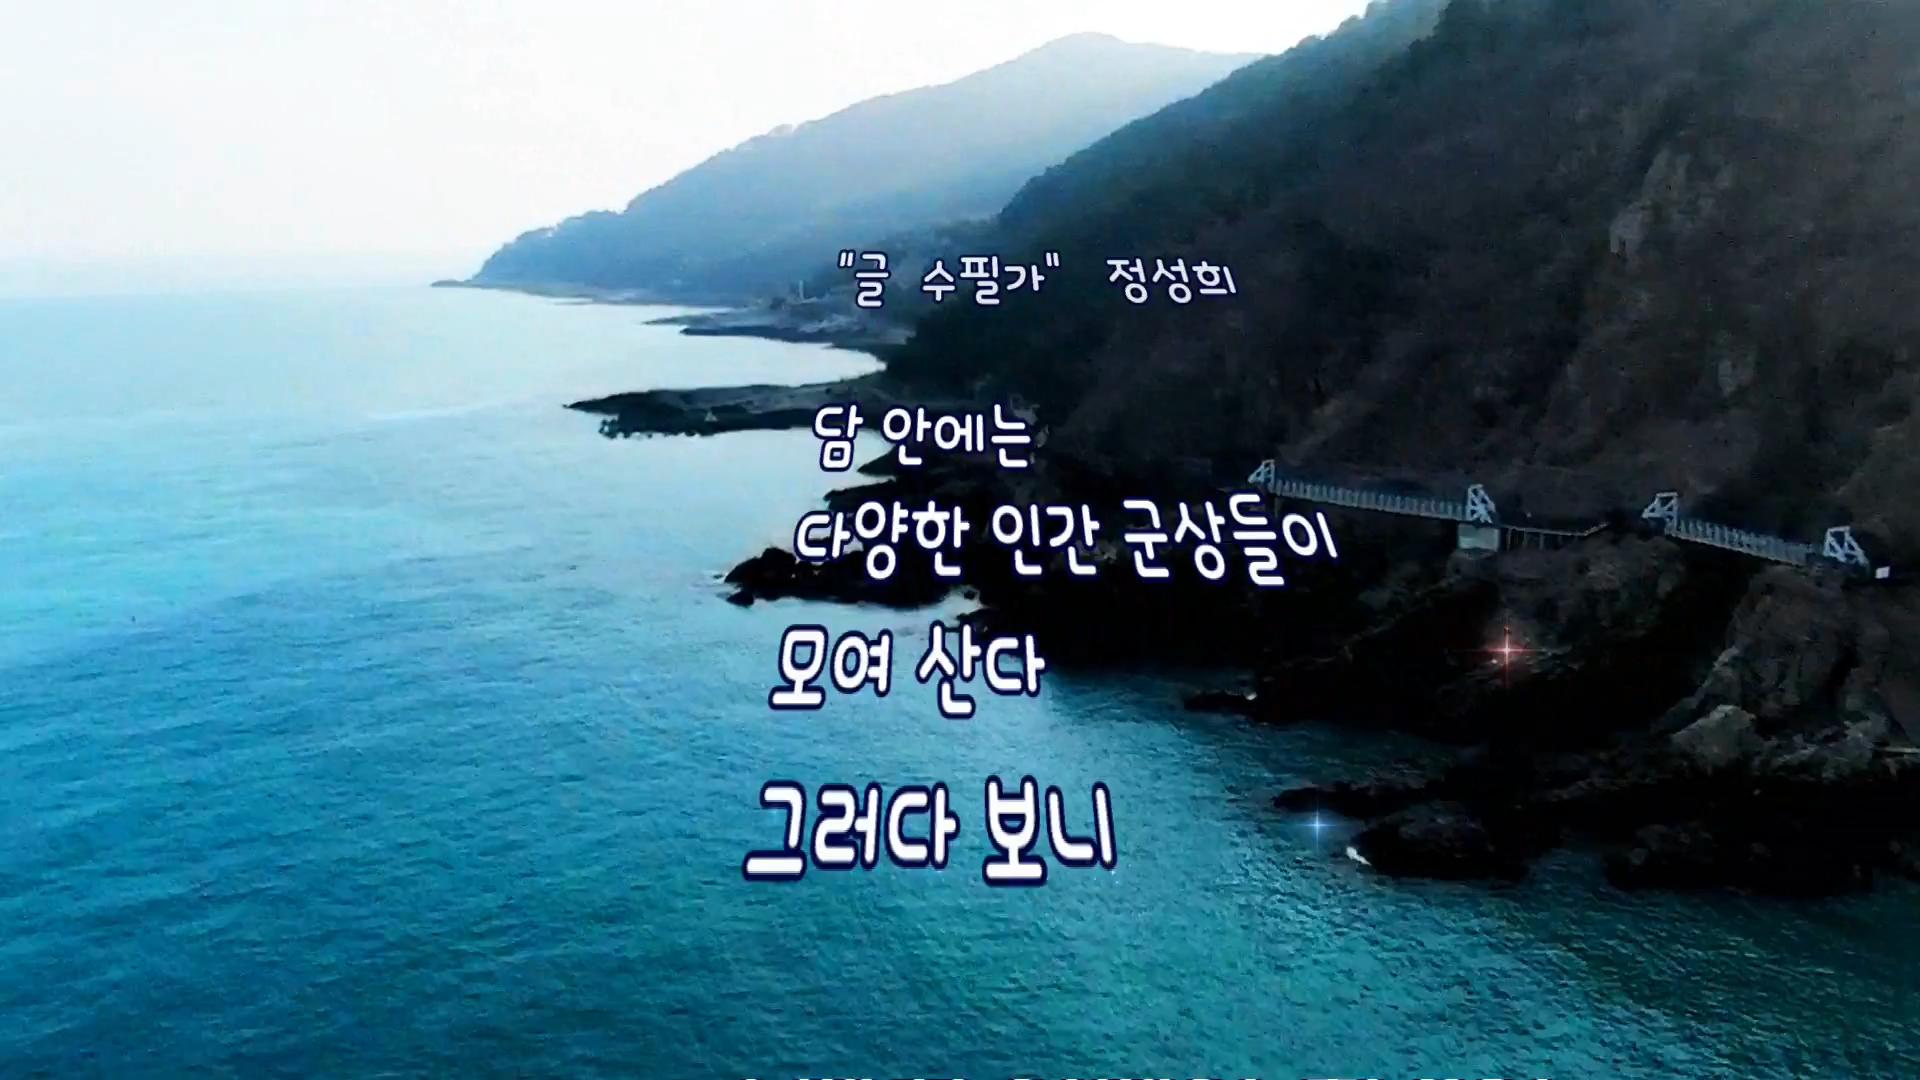 "글 수필가" 정성희
담 안에는
다양한 인간 군상들이
모여 산다
그러다 보니